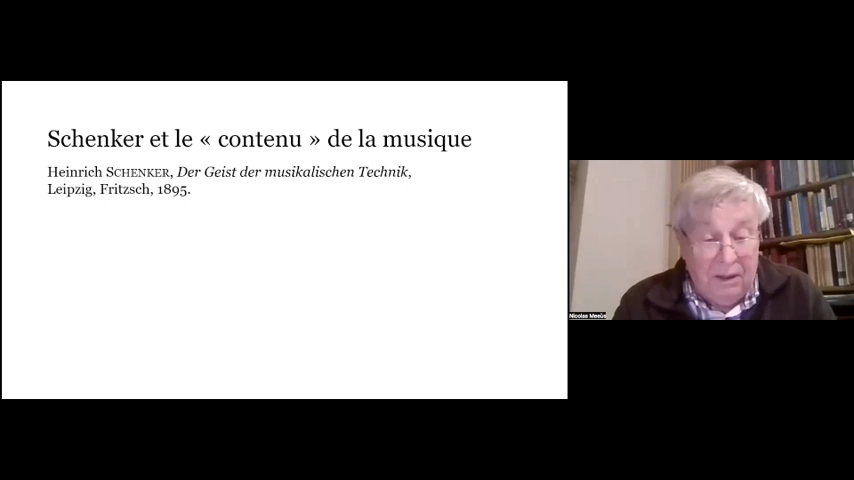 Schenker et le « contenu » de la musique
Heinrich SCHENKER, Der Geist der musikalischen Technik,
Leipzig, Fritzsch, 1895.
Nicolas Meeùs